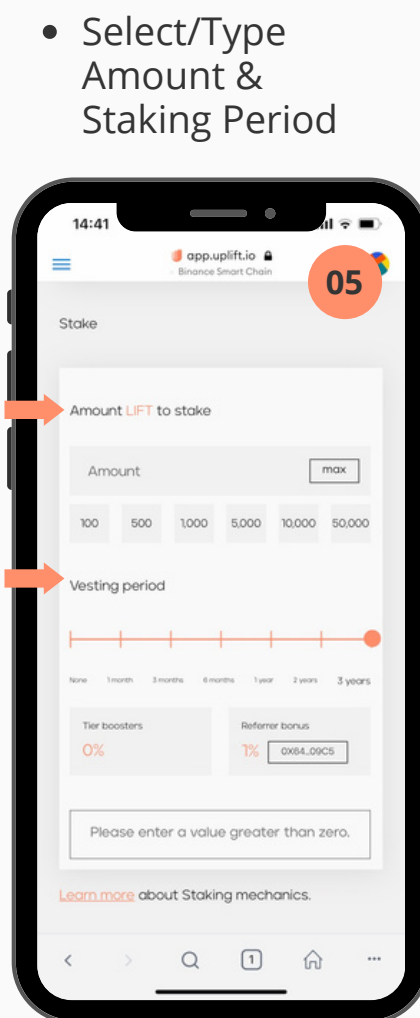 Select/Type
Amount &
Staking Period
14:41
app.uplift.io
Binance Smart Chain
05
Stake
Amount LIFT to stake
Amount
max
100 500 1,000 5,000 10,000 50,000
Vesting period
None 1 month 3 months 6 months 1 year 2 years 3 years
Tier boosters
Referrer bonus
0%
1% 0X64..09C5
Please enter a value greater than zero.
Learn more about Staking mechanics.
1